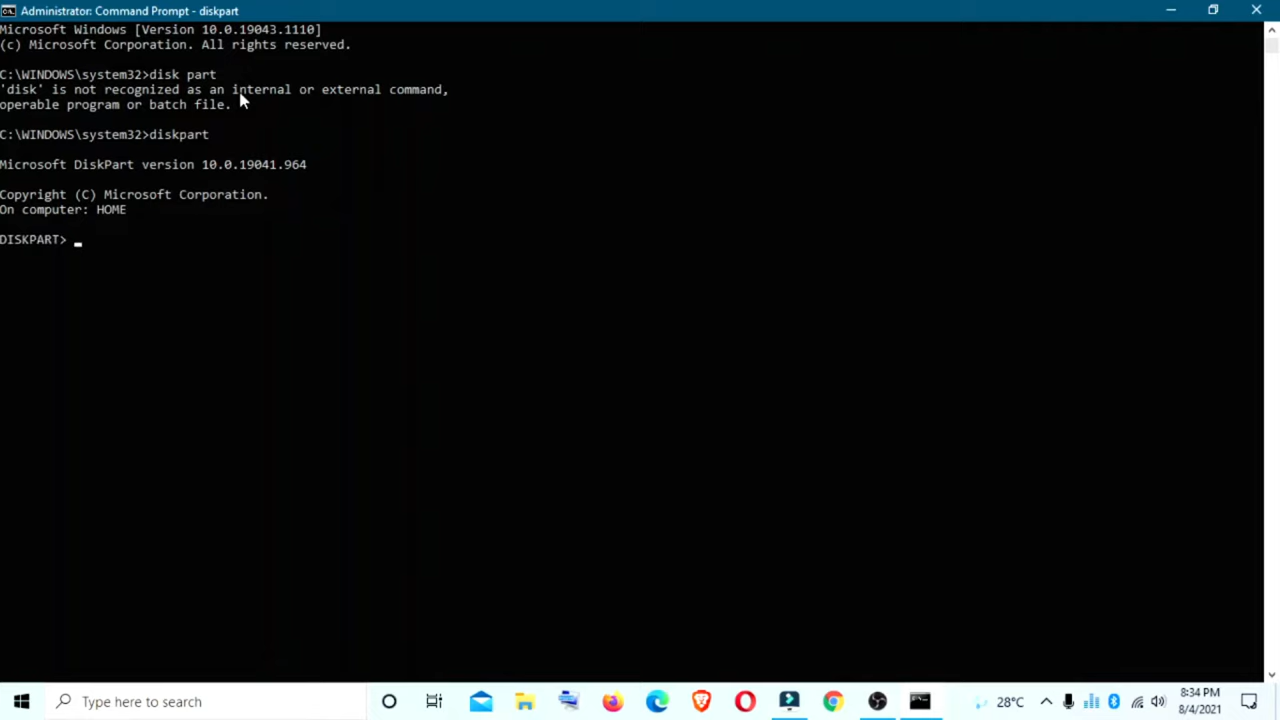 Administrator: Command Prompt - diskpart
Microsoft Windows [Version 10.0.19043.1110]
(c) Microsoft Corporation. All rights reserved.
C:\WINDOWS\system32>disk part
'disk' is not recognized as an internal or external command,
operable program or batch file.
C:\WINDOWS\system32>diskpart
Microsoft DiskPart version 10.0.19041.964
Copyright (C) Microsoft Corporation.
On computer: HOME
DISKPART>
Type here to search
28°C
8:34 PM
8/4/2021